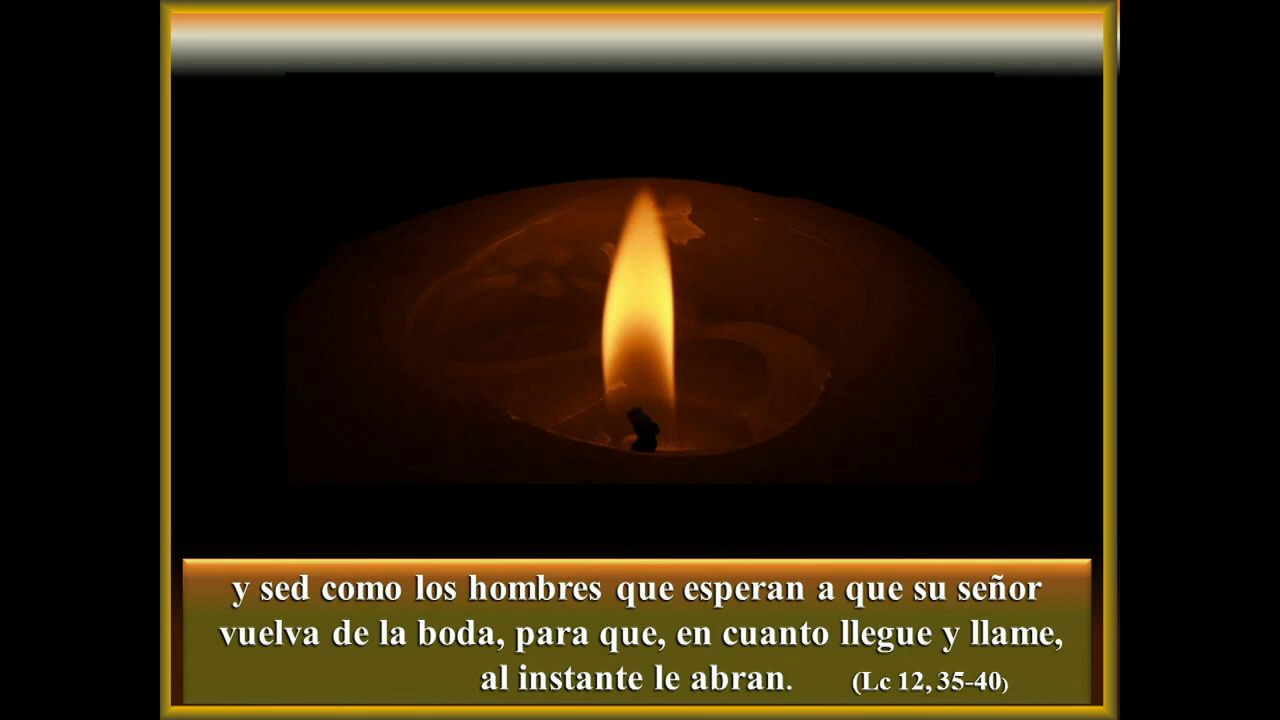 y sed como los hombres que esperan a que su señor
vuelva de la boda, para que, en cuanto llegue y llame,
al instante le abran. (Lc 12, 35-40)